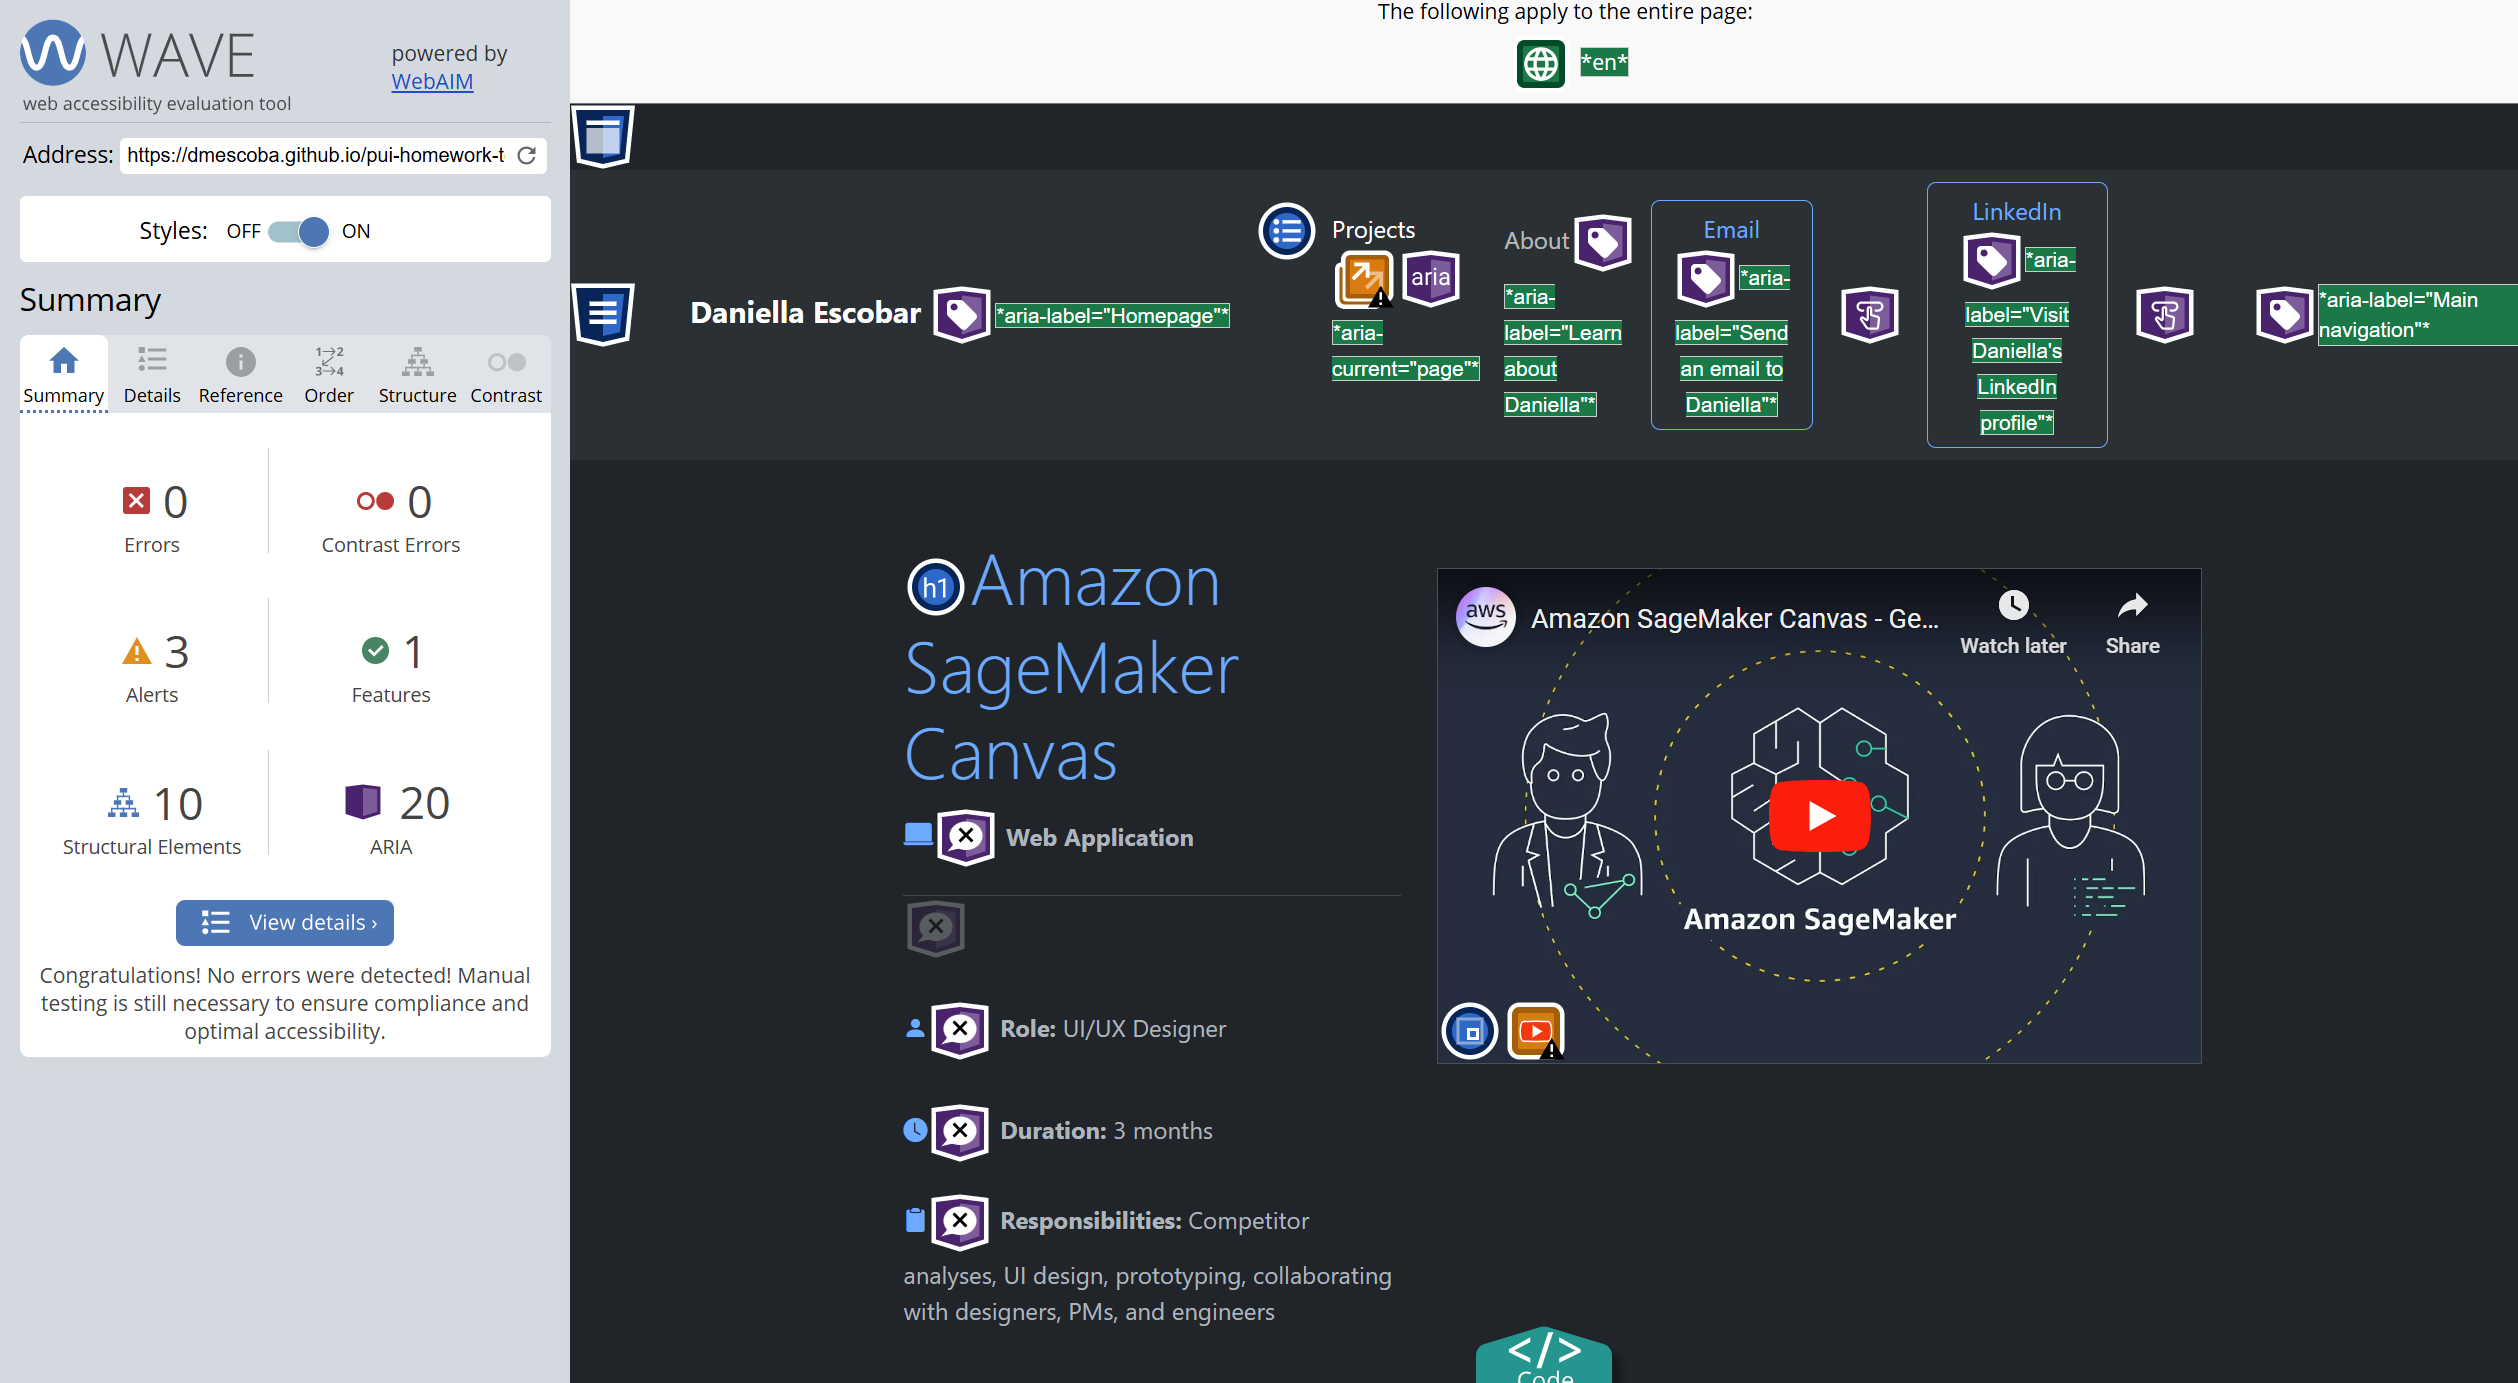 WAVE
powered by
WebAIM
web accessibility evaluation tool
Address: https://dmescoba.github.io/pui-homework-t
Styles: OFF ON
Summary
Summary Details Reference Order Structure Contrast
0 0
Errors Contrast Errors
3 1
Alerts Features
10 20
Structural Elements ARIA
View details ›
Congratulations! No errors were detected! Manual
testing is still necessary to ensure compliance and
optimal accessibility.
The following apply to the entire page:
*en*
Daniella Escobar *aria-label="Homepage"*
Projects
aria
*aria-
current="page"*
About
*aria-
label="Learn
about
Daniella"*
Email
*aria-
label="Send
an email to
Daniella"*
LinkedIn
*aria-
label="Visit
Daniella's
LinkedIn
profile"*
*aria-label="Main
navigation"*
h1 Amazon
SageMaker
Canvas
Web Application
Role: UI/UX Designer
Duration: 3 months
Responsibilities: Competitor
analyses, UI design, prototyping, collaborating
with designers, PMs, and engineers
aws
Amazon SageMaker Canvas - Ge...
Watch later
Share
Amazon SageMaker
</>
Code